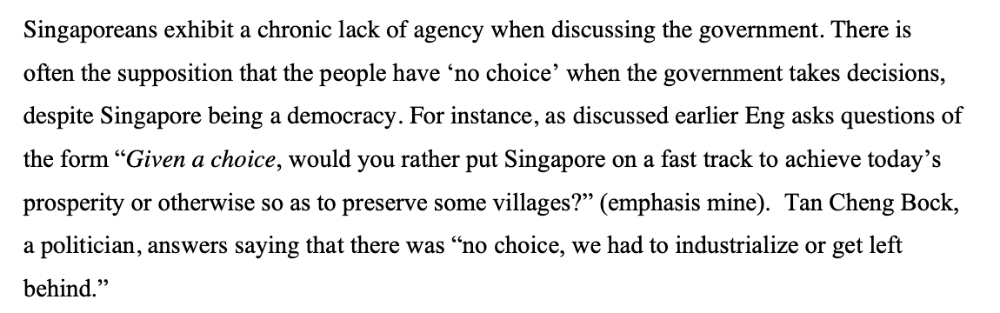 Singaporeans exhibit a chronic lack of agency when discussing the government. There is
often the supposition that the people have ‘no choice’ when the government takes decisions,
despite Singapore being a democracy. For instance, as discussed earlier Eng asks questions of
the form “Given a choice, would you rather put Singapore on a fast track to achieve today’s
prosperity or otherwise so as to preserve some villages?” (emphasis mine).  Tan Cheng Bock,
a politician, answers saying that there was “no choice, we had to industrialize or get left
behind.”